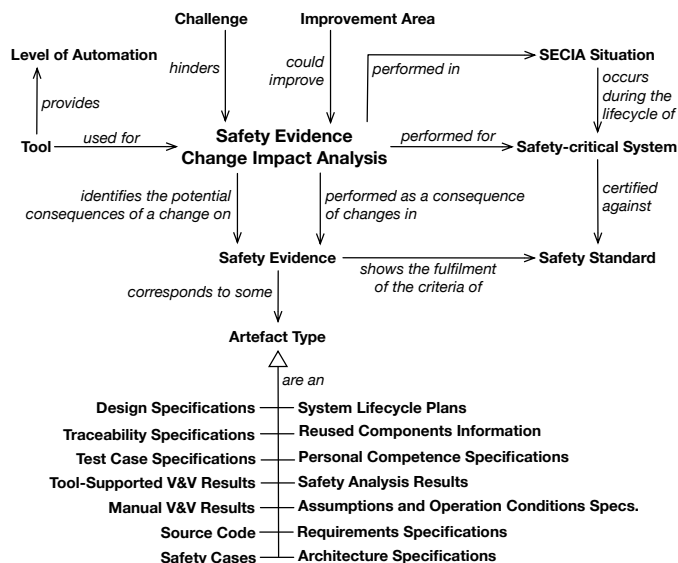 Challenge
Improvement Area
Level of Automation
hinders
could
improve
performed in
SECIA Situation
provides
occurs
during the
lifecycle of
Tool
used for
Safety Evidence
Change Impact Analysis
performed for
Safety-critical System
identifies the potential
consequences of a change on
performed as a consequence
of changes in
certified
against
Safety Evidence
shows the fulfilment
of the criteria of
Safety Standard
corresponds to some
Artefact Type
are an
Design Specifications
System Lifecycle Plans
Traceability Specifications
Reused Components Information
Test Case Specifications
Personal Competence Specifications
Tool-Supported V&V Results
Safety Analysis Results
Manual V&V Results
Assumptions and Operation Conditions Specs.
Source Code
Requirements Specifications
Safety Cases
Architecture Specifications